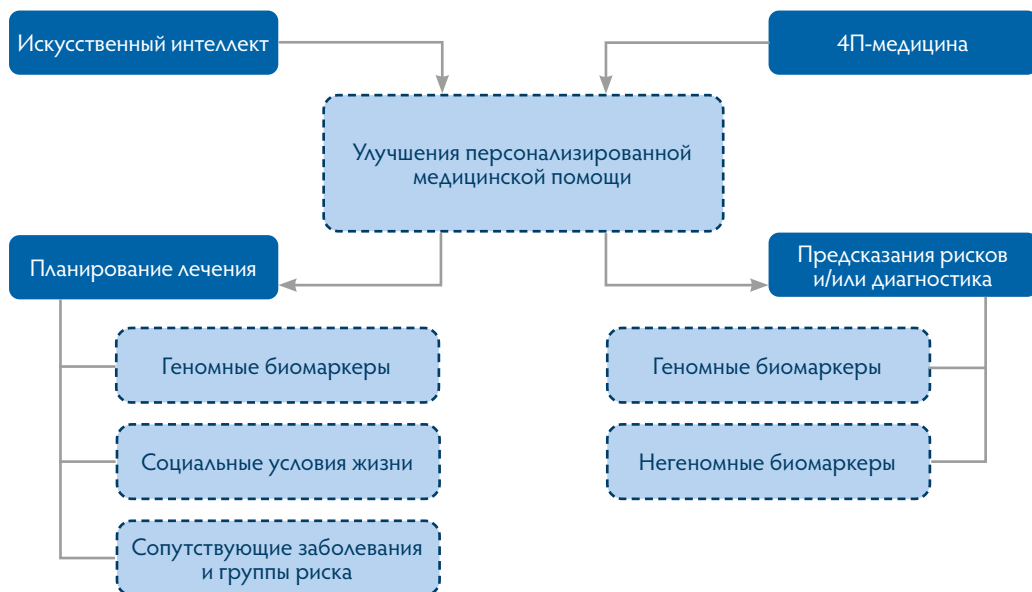 Искусственный интеллект
4П-медицина
Улучшения персонализированной
медицинской помощи
Планирование лечения
Предсказания рисков
и/или диагностика
Геномные биомаркеры
Геномные биомаркеры
Социальные условия жизни
Негеномные биомаркеры
Сопутствующие заболевания
и группы риска